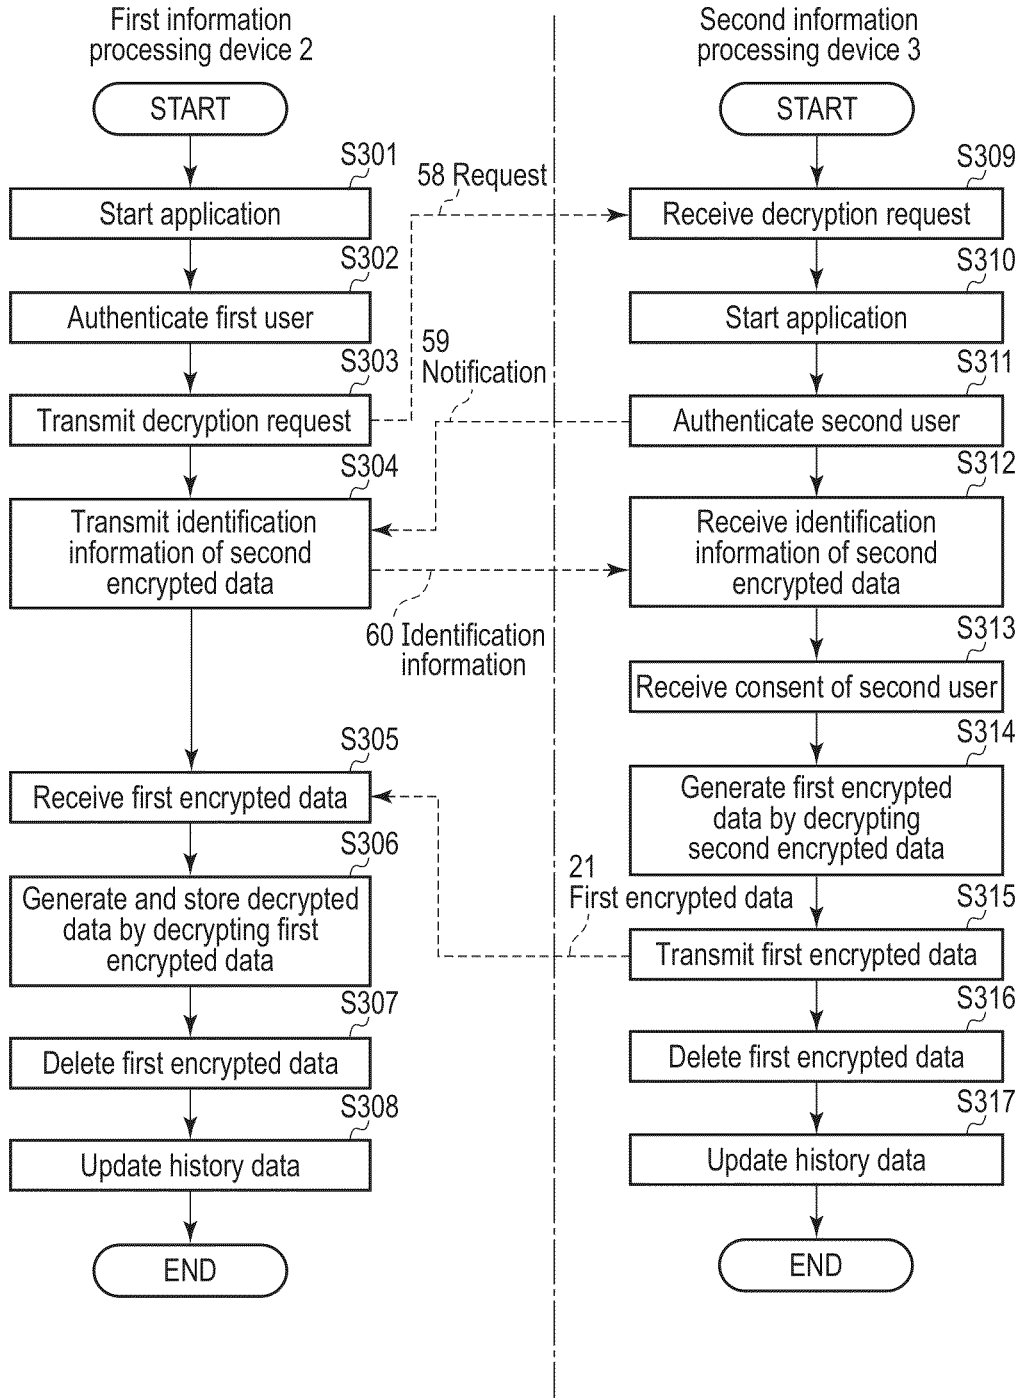 First information
processing device 2
START
S301
Start application
S302
Authenticate first user
S303
Transmit decryption request
S304
Transmit identification
information of second
encrypted data
S305
Receive first encrypted data
S306
Generate and store decrypted
data by decrypting first
encrypted data
S307
Delete first encrypted data
S308
Update history data
END
58 Request
59
Notification
60 Identification
information
21
First encrypted data
Second information
processing device 3
START
S309
Receive decryption request
S310
Start application
S311
Authenticate second user
S312
Receive identification
information of second
encrypted data
S313
Receive consent of second user
S314
Generate first encrypted
data by decrypting
second encrypted data
S315
Transmit first encrypted data
S316
Delete first encrypted data
S317
Update history data
END